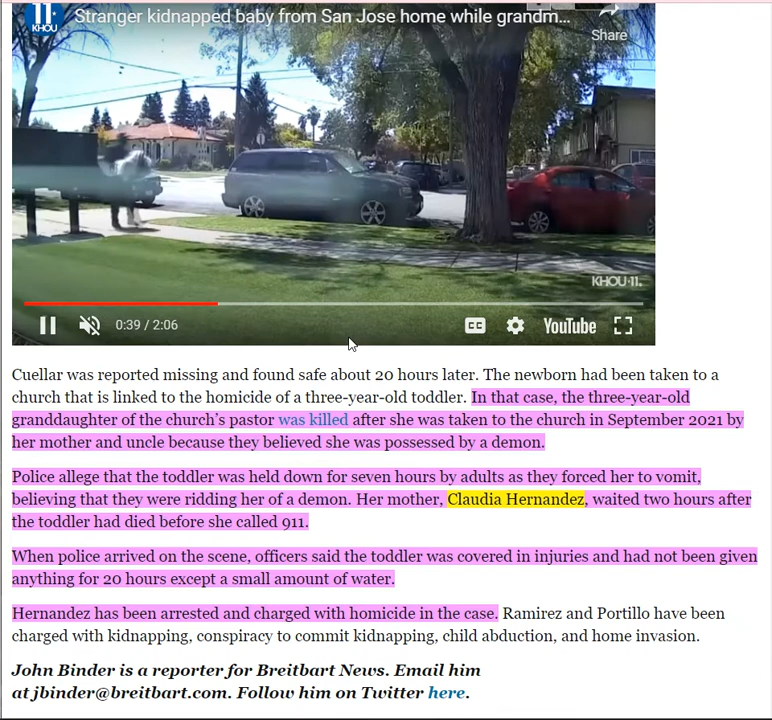 11
KHOU
Stranger kidnapped baby from San Jose home while grandm...
Share
KHOU 11.
0:39 / 2:06
CC
YouTube
Cuellar was reported missing and found safe about 20 hours later. The newborn had been taken to a
church that is linked to the homicide of a three-year-old toddler. In that case, the three-year-old
granddaughter of the church’s pastor was killed after she was taken to the church in September 2021 by
her mother and uncle because they believed she was possessed by a demon.
Police allege that the toddler was held down for seven hours by adults as they forced her to vomit,
believing that they were ridding her of a demon. Her mother, Claudia Hernandez, waited two hours after
the toddler had died before she called 911.
When police arrived on the scene, officers said the toddler was covered in injuries and had not been given
anything for 20 hours except a small amount of water.
Hernandez has been arrested and charged with homicide in the case. Ramirez and Portillo have been
charged with kidnapping, conspiracy to commit kidnapping, child abduction, and home invasion.
John Binder is a reporter for Breitbart News. Email him
at jbinder@breitbart.com. Follow him on Twitter here.